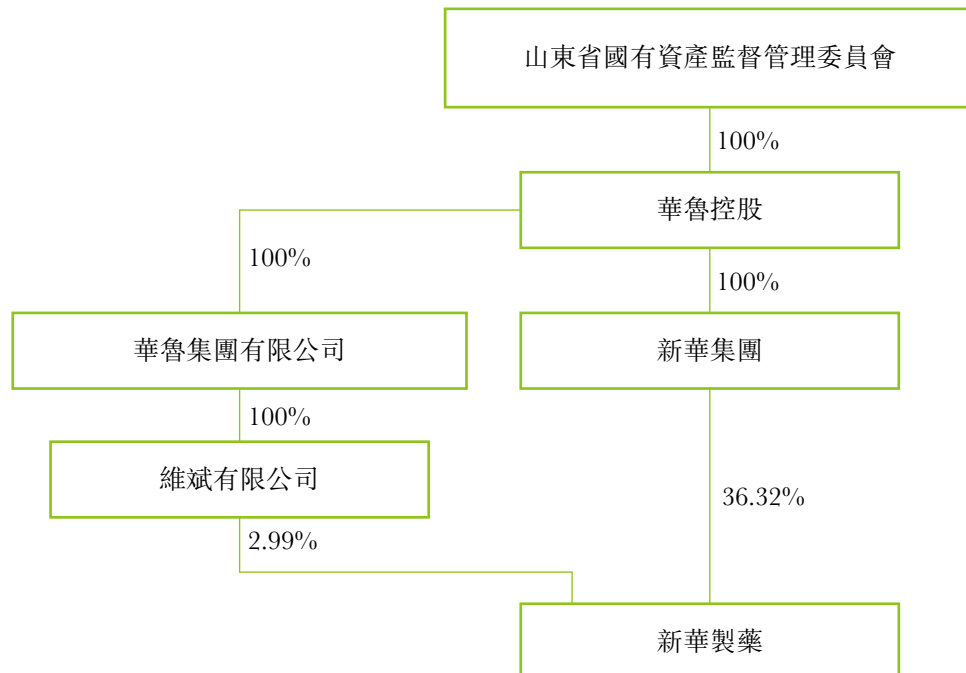 山東省國有資產監督管理委員會
100%
華魯控股
100%
100%
華魯集團有限公司
新華集團
100%
維斌有限公司
36.32%
2.99%
新華製藥